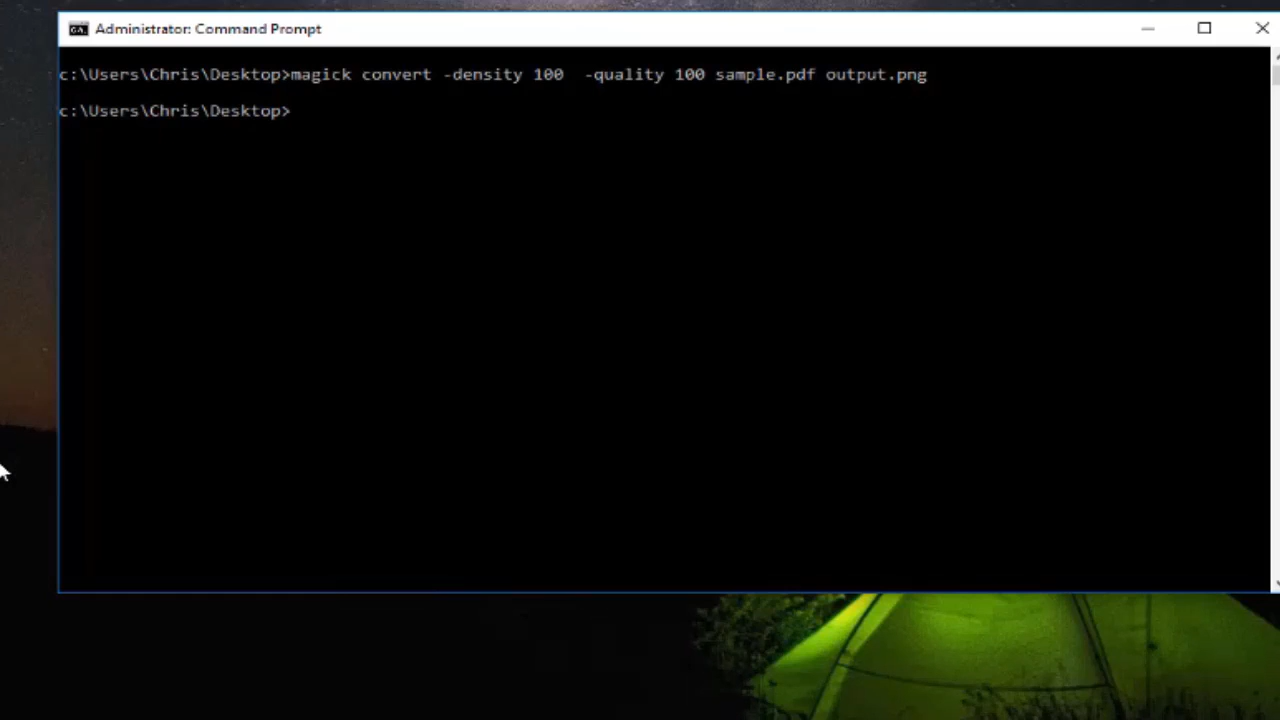 Administrator: Command Prompt
c:\Users\Chris\Desktop>magick convert -density 100  -quality 100 sample.pdf output.png
c:\Users\Chris\Desktop>